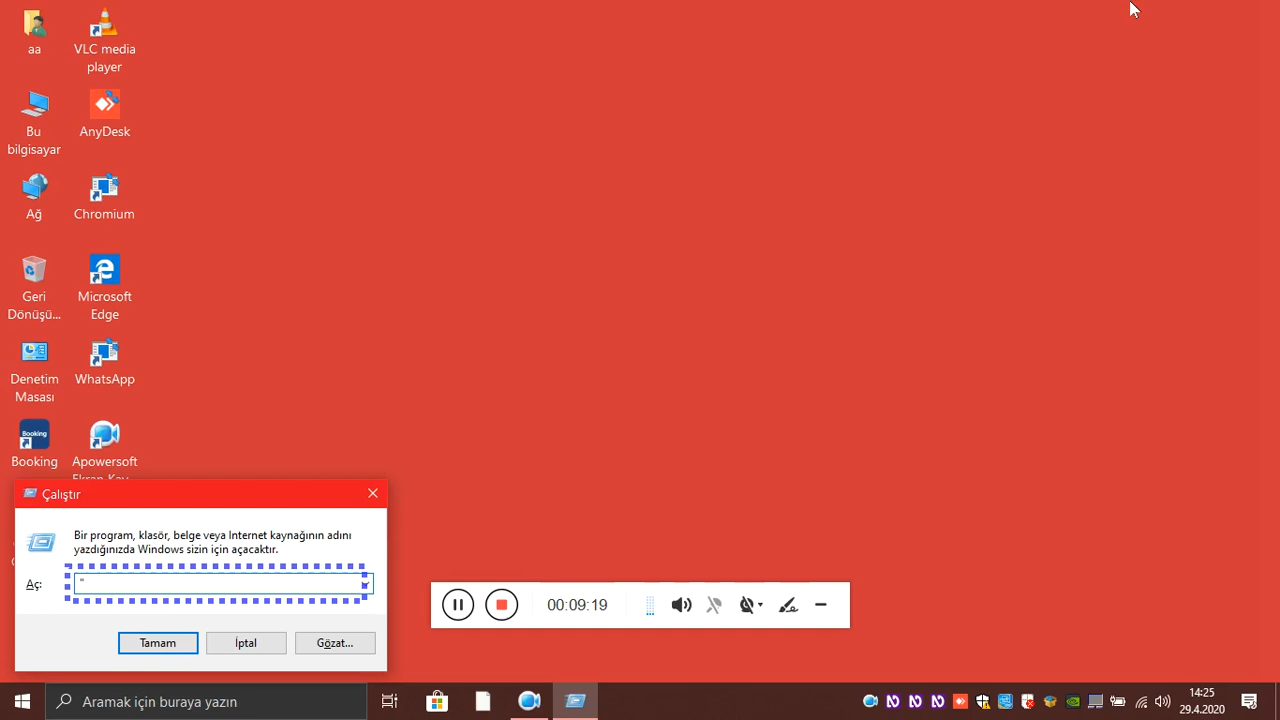 aa
VLC media
player
Bu
bilgisayar
AnyDesk
Ağ
Chromium
Geri
Dönüşü...
Microsoft
Edge
Denetim
Masası
WhatsApp
Booking
Booking
Apowersoft
Ekran Kay...
Çalıştır
Bir program, klasör, belge veya Internet kaynağının adını
yazdığınızda Windows sizin için açacaktır.
Aç:
"
Tamam
İptal
Gözat...
00:09:19
Aramak için buraya yazın
14:25
29.4.2020